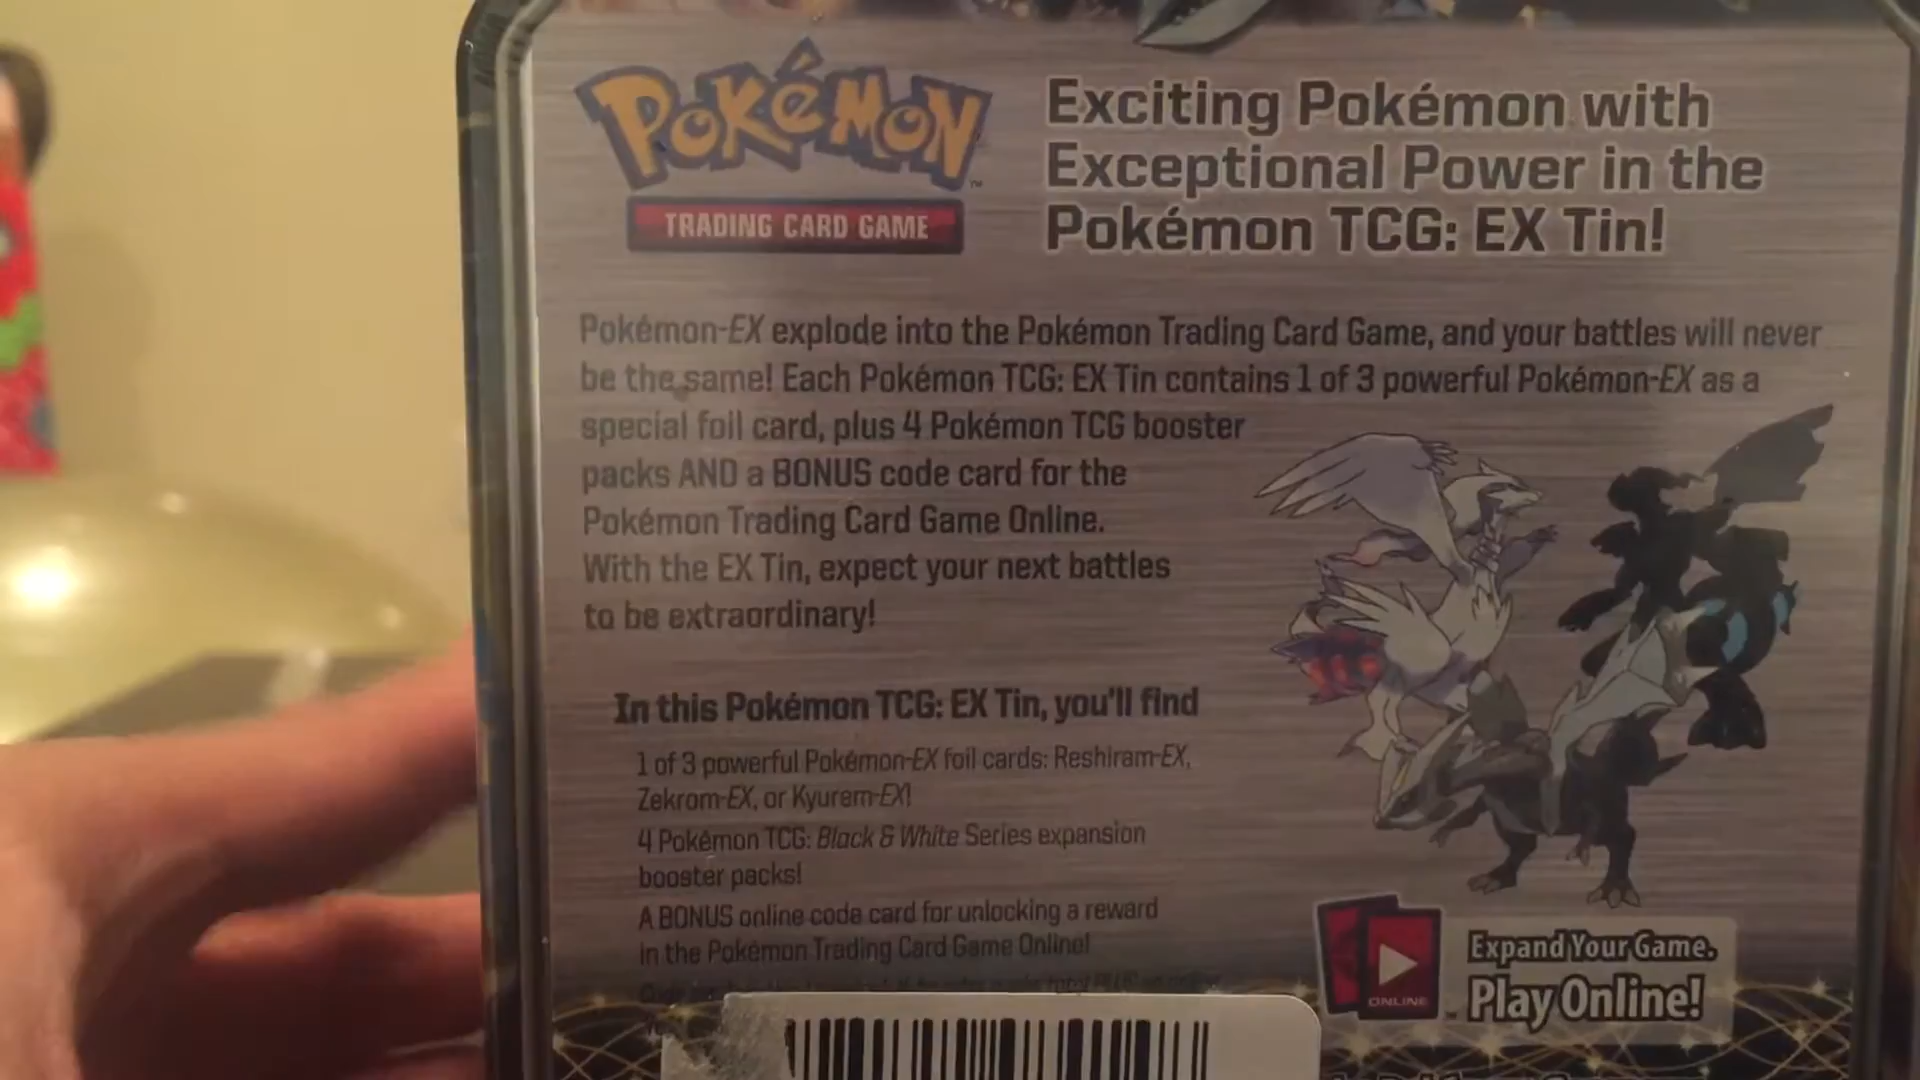 POKéMON
TRADING CARD GAME
Exciting Pokémon with
Exceptional Power in the
Pokémon TCG: EX Tin!
Pokémon-EX explode into the Pokémon Trading Card Game, and your battles will never
be the same! Each Pokémon TCG: EX Tin contains 1 of 3 powerful Pokémon-EX as a
special foil card, plus 4 Pokémon TCG booster
packs AND a BONUS code card for the
Pokémon Trading Card Game Online.
With the EX Tin, expect your next battles
to be extraordinary!
In this Pokémon TCG: EX Tin, you'll find
1 of 3 powerful Pokémon-EX foil cards: Reshiram-EX,
Zekrom-EX, or Kyurem-EX!
4 Pokémon TCG: Black & White Series expansion
booster packs!
A BONUS online code card for unlocking a reward
in the Pokémon Trading Card Game Online!
ONLINE
Expand Your Game.
Play Online!